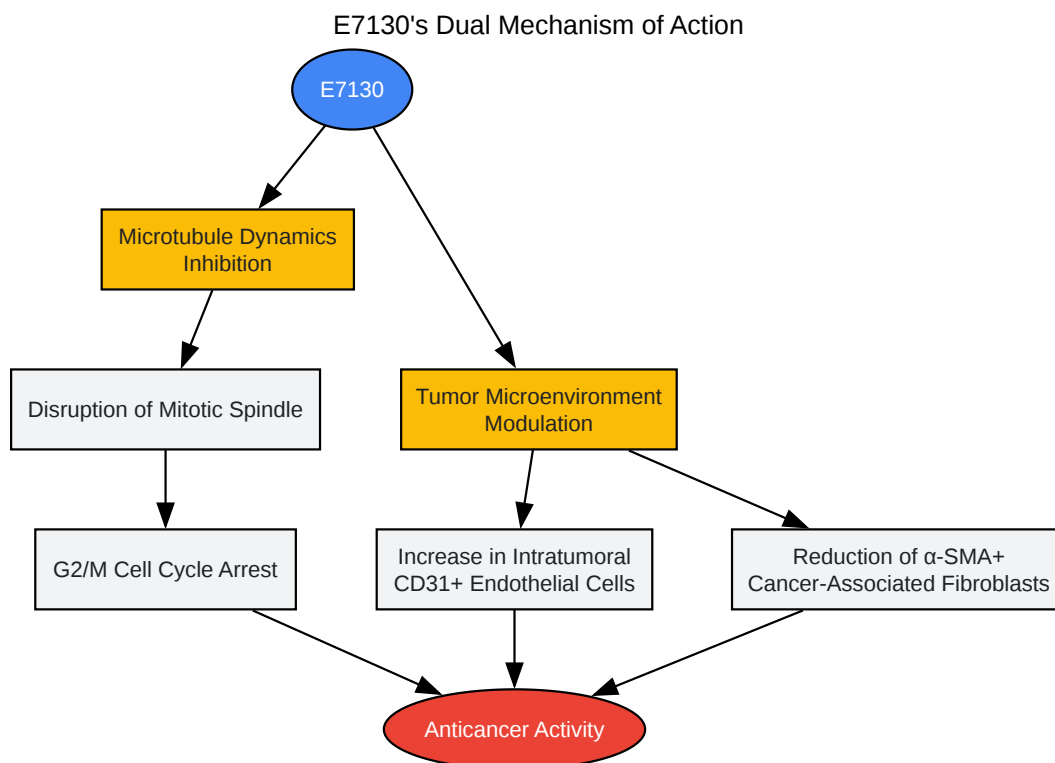 E7130's Dual Mechanism of Action
E7130
Microtubule Dynamics
Inhibition
Disruption of Mitotic Spindle
Tumor Microenvironment
Modulation
G2/M Cell Cycle Arrest
Increase in Intratumoral
CD31+ Endothelial Cells
Reduction of α-SMA+
Cancer-Associated Fibroblasts
Anticancer Activity